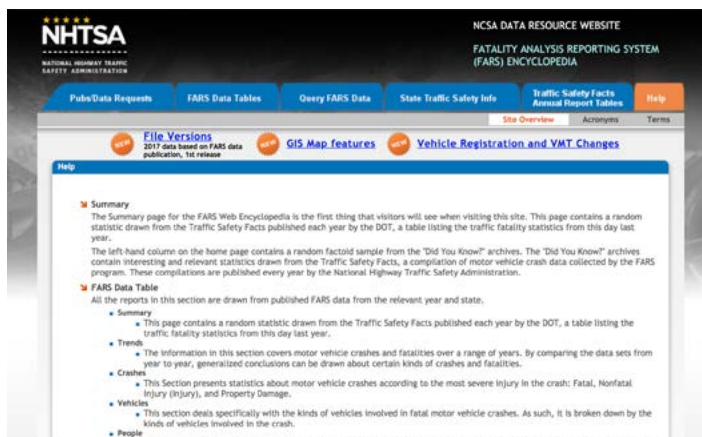 NHTSA
NATIONAL HIGHWAY TRAFFIC
SAFETY ADMINISTRATION
NCSA DATA RESOURCE WEBSITE
FATALITY ANALYSIS REPORTING SYSTEM
(FARS) ENCYCLOPEDIA
Pubs/Data Requests
FARS Data Tables
Query FARS Data
State Traffic Safety Info
Traffic Safety Facts
Annual Report Tables
Help
Site Overview
Acronyms
Terms
NEW
File Versions
2017 data based on FARS data
publication, 1st release
NEW
GIS Map features
NEW
Vehicle Registration and VMT Changes
Help
Summary
The Summary page for the FARS Web Encyclopedia is the first thing that visitors will see when visiting this site. This page contains a random
statistic drawn from the Traffic Safety Facts published each year by the DOT, a table listing the traffic fatality statistics from this day last
year.
The left-hand column on the home page contains a random factoid sample from the "Did You Know?" archives. The "Did You Know?" archives
contain interesting and relevant statistics drawn from the Traffic Safety Facts, a compilation of motor vehicle crash data collected by the FARS
program. These compilations are published every year by the National Highway Traffic Safety Administration.
FARS Data Table
All the reports in this section are drawn from published FARS data from the relevant year and state.
Summary
This page contains a random statistic drawn from the Traffic Safety Facts published each year by the DOT, a table listing the
traffic fatality statistics from this day last year.
Trends
The information in this section covers motor vehicle crashes and fatalities over a range of years. By comparing the data sets from
year to year, generalized conclusions can be drawn about certain kinds of crashes and fatalities.
Crashes
This Section presents statistics about motor vehicle crashes according to the most severe injury in the crash: Fatal, Nonfatal
Injury (Injury), and Property Damage.
Vehicles
This section deals specifically with the kinds of vehicles involved in fatal motor vehicle crashes. As such, it is broken down by the
kinds of vehicles involved in the crash.
People